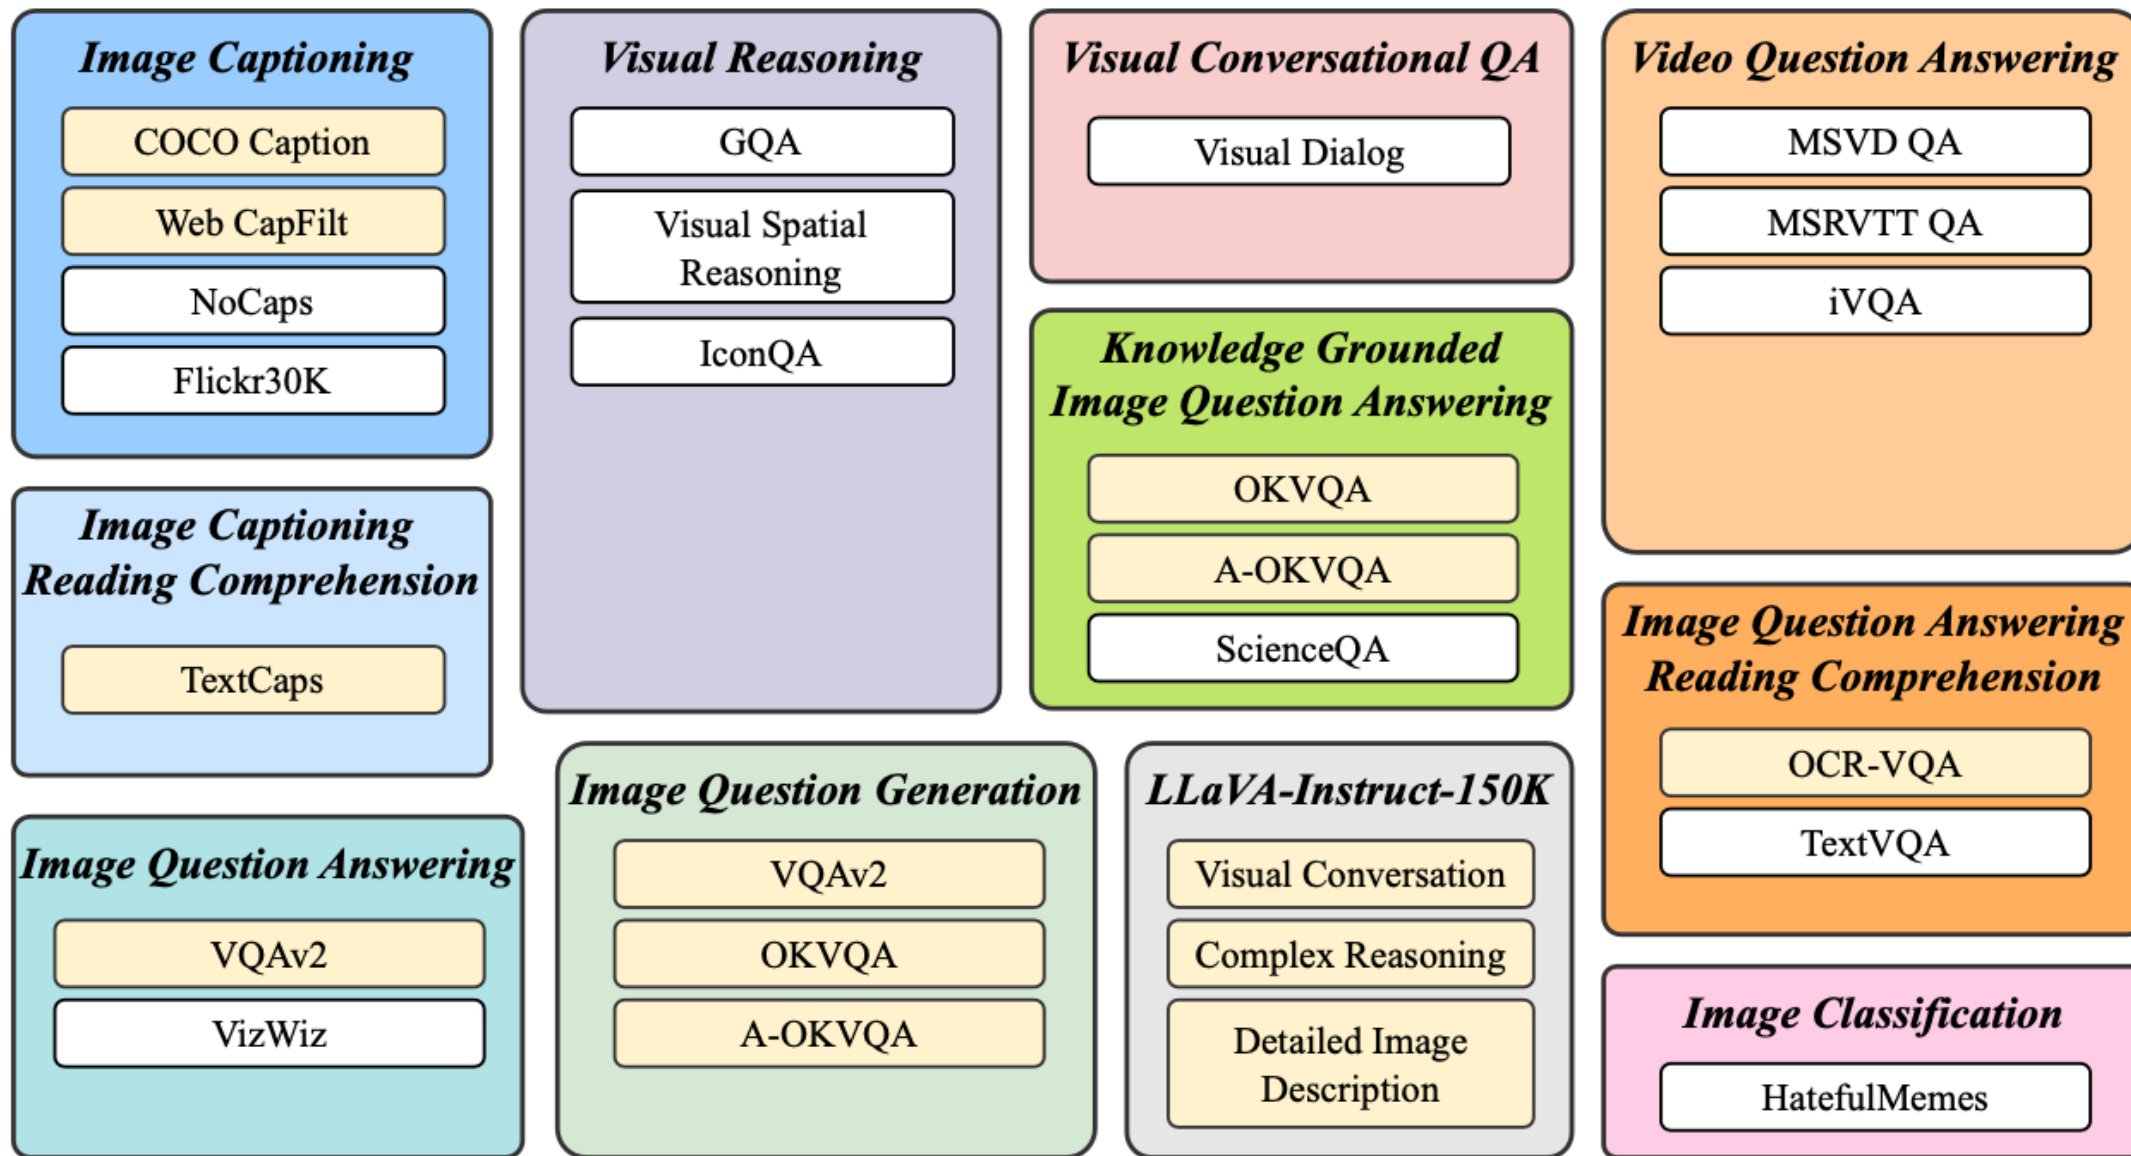 Image Captioning
COCO Caption
Web CapFilt
NoCaps
Flickr30K
Image Captioning
Reading Comprehension
TextCaps
Image Question Answering
VQAv2
VizWiz
Visual Reasoning
GQA
Visual Spatial
Reasoning
IconQA
Image Question Generation
VQAv2
OKVQA
A-OKVQA
Visual Conversational QA
Visual Dialog
Knowledge Grounded
Image Question Answering
OKVQA
A-OKVQA
ScienceQA
LLaVA-Instruct-150K
Visual Conversation
Complex Reasoning
Detailed Image
Description
Video Question Answering
MSVD QA
MSRVTT QA
iVQA
Image Question Answering
Reading Comprehension
OCR-VQA
TextVQA
Image Classification
HatefulMemes